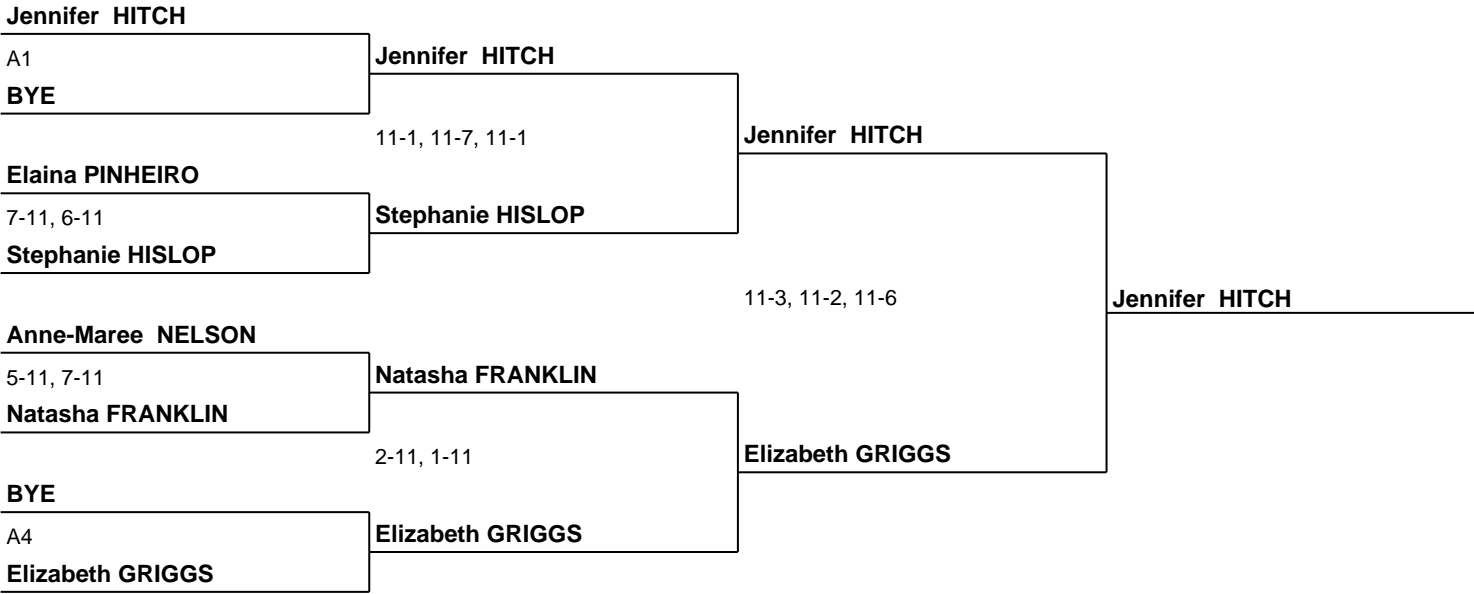 Jennifer  HITCH
A1
BYE
Jennifer  HITCH
11-1, 11-7, 11-1
Jennifer  HITCH
Elaina PINHEIRO
7-11, 6-11
Stephanie HISLOP
Stephanie HISLOP
11-3, 11-2, 11-6
Jennifer  HITCH
Anne-Maree  NELSON
5-11, 7-11
Natasha FRANKLIN
Natasha FRANKLIN
2-11, 1-11
Elizabeth GRIGGS
BYE
A4
Elizabeth GRIGGS
Elizabeth GRIGGS